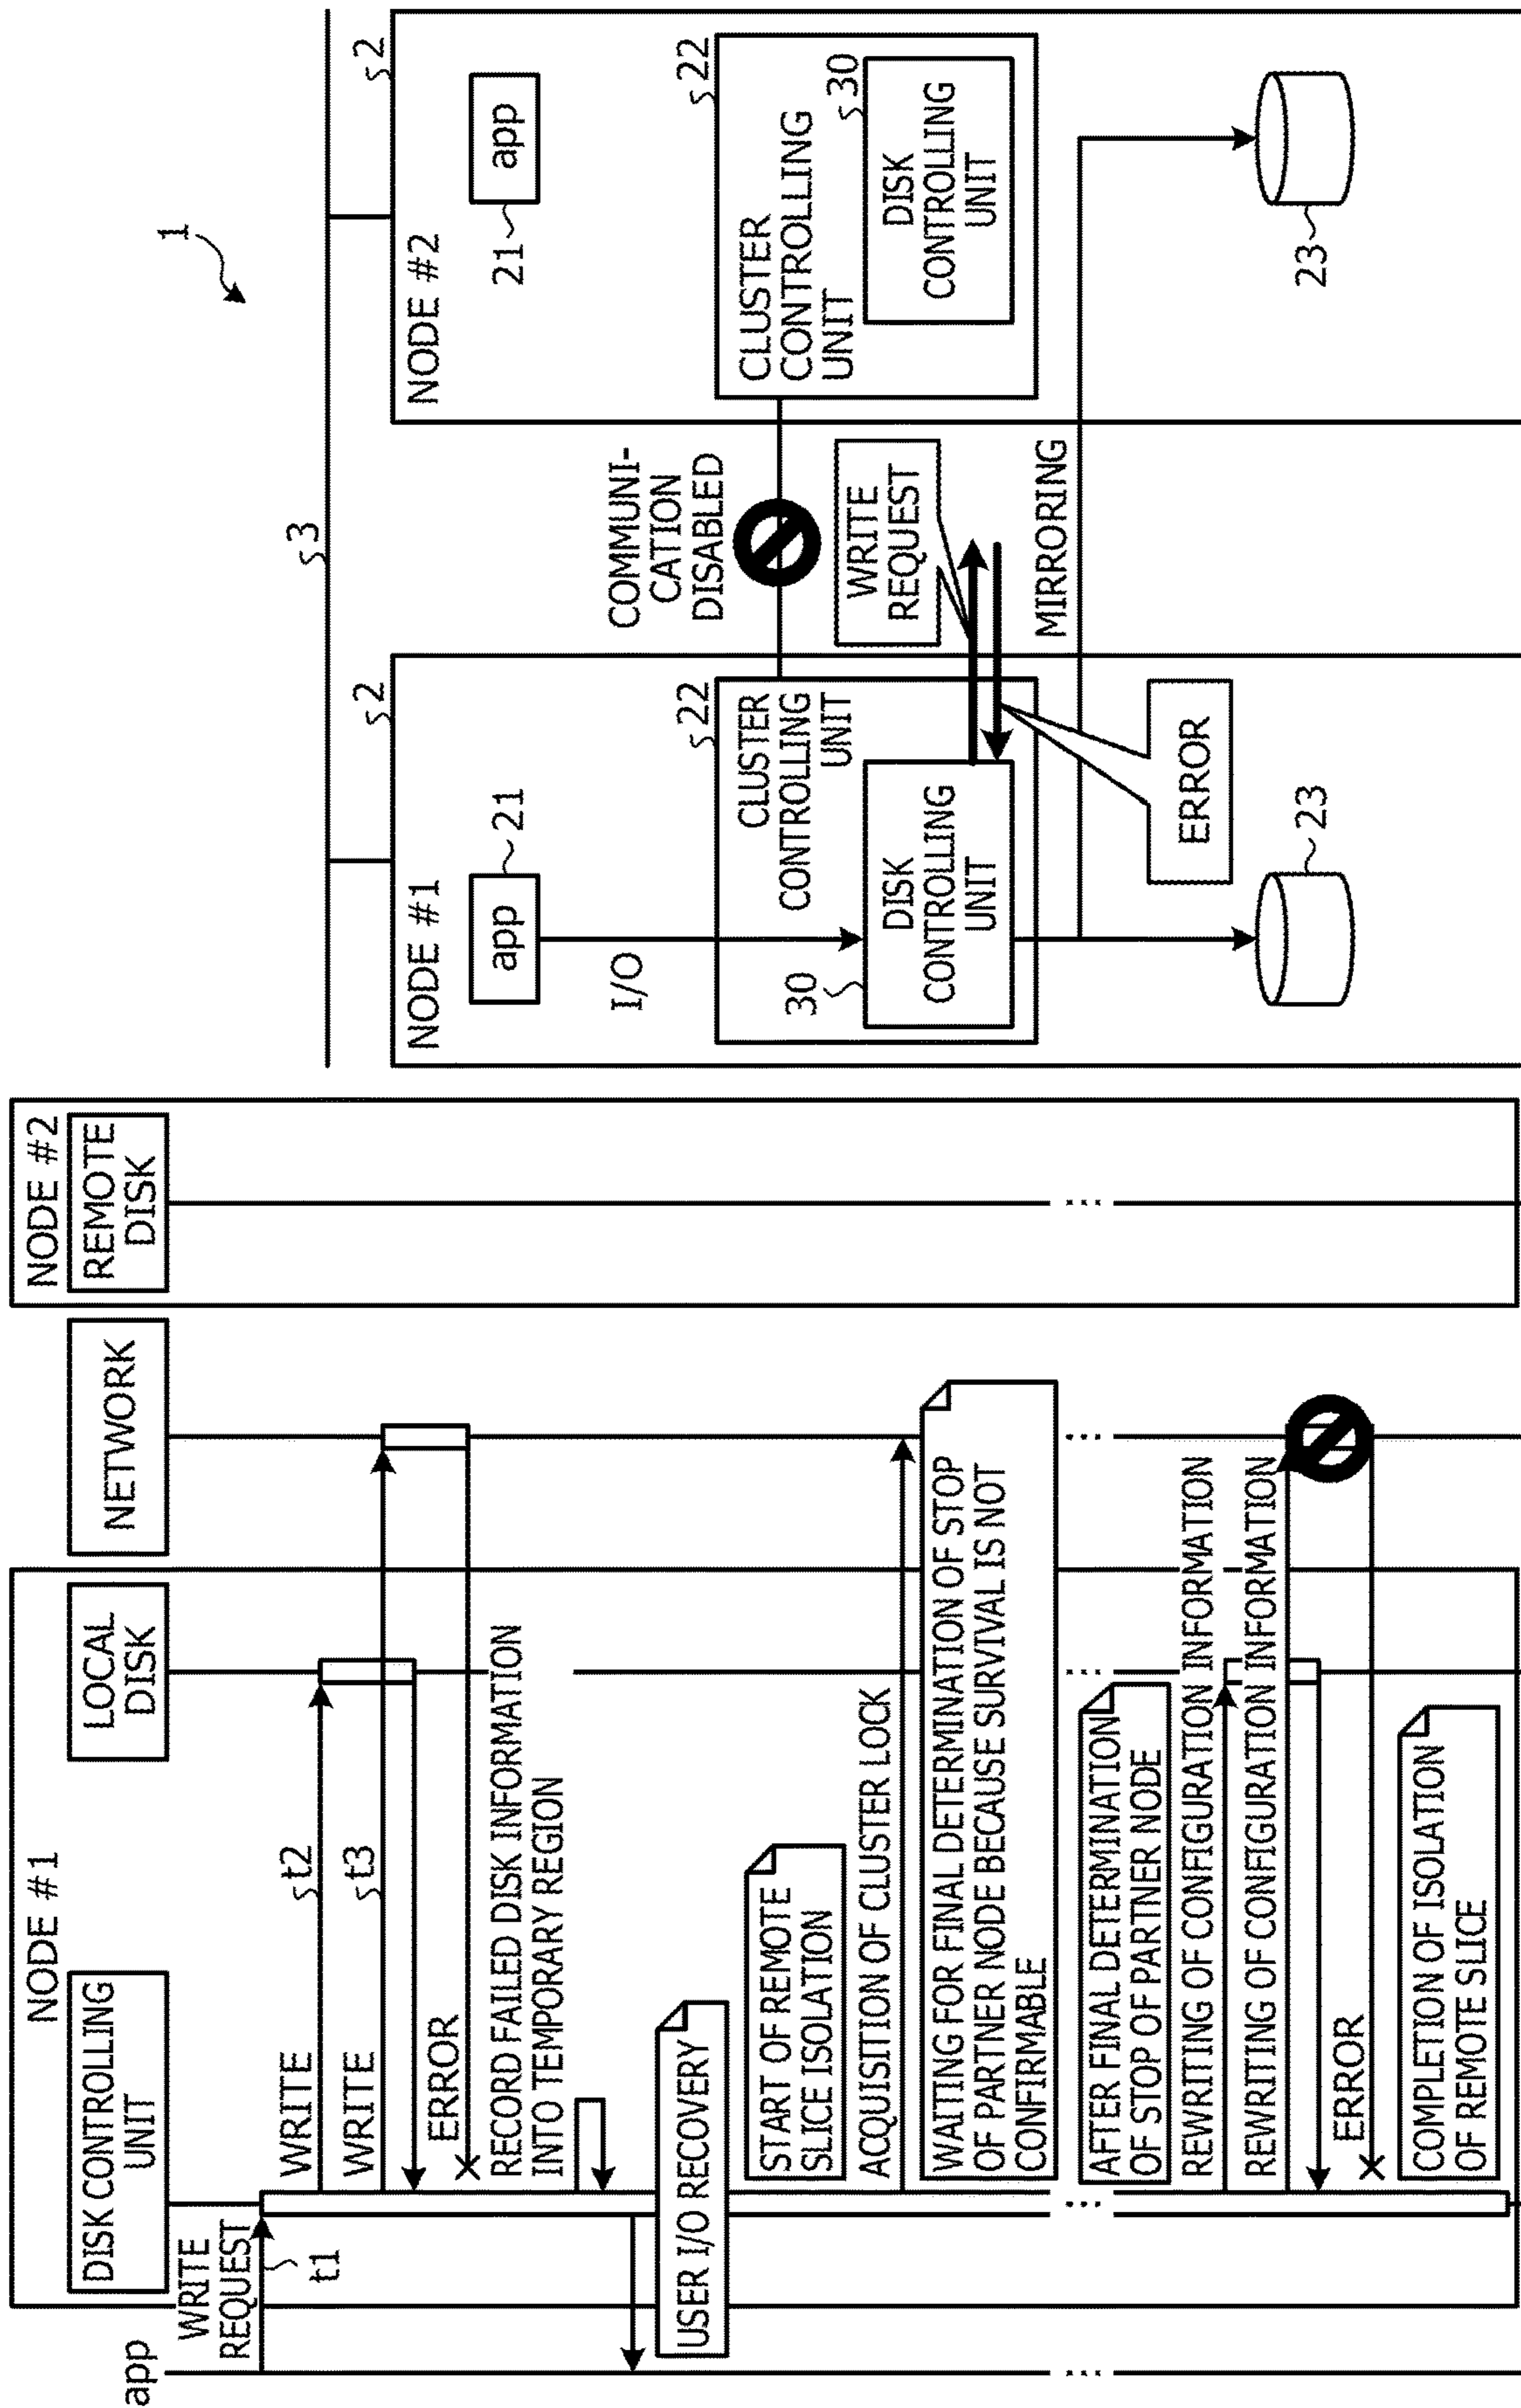 app
WRITE
REQUEST
t1
NODE #1
DISK CONTROLLING
UNIT
LOCAL
DISK
NETWORK
NODE #2
REMOTE
DISK
WRITE
t2
WRITE
t3
ERROR
RECORD FAILED DISK INFORMATION
INTO TEMPORARY REGION
USER I/O RECOVERY
START OF REMOTE
SLICE ISOLATION
ACQUISITION OF CLUSTER LOCK
WAITING FOR FINAL DETERMINATION OF STOP
OF PARTNER NODE BECAUSE SURVIVAL IS NOT
CONFIRMABLE
AFTER FINAL DETERMINATION
OF STOP OF PARTNER NODE
REWRITING OF CONFIGURATION INFORMATION
REWRITING OF CONFIGURATION INFORMATION
ERROR
COMPLETION OF ISOLATION
OF REMOTE SLICE
1
3
2
NODE #1
app
21
I/O
22
CLUSTER
CONTROLLING
UNIT
30
DISK
CONTROLLING
UNIT
ERROR
23
COMMUNI-
CATION
DISABLED
WRITE
REQUEST
MIRRORING
2
NODE #2
app
21
22
CLUSTER
CONTROLLING
UNIT
30
DISK
CONTROLLING
UNIT
23